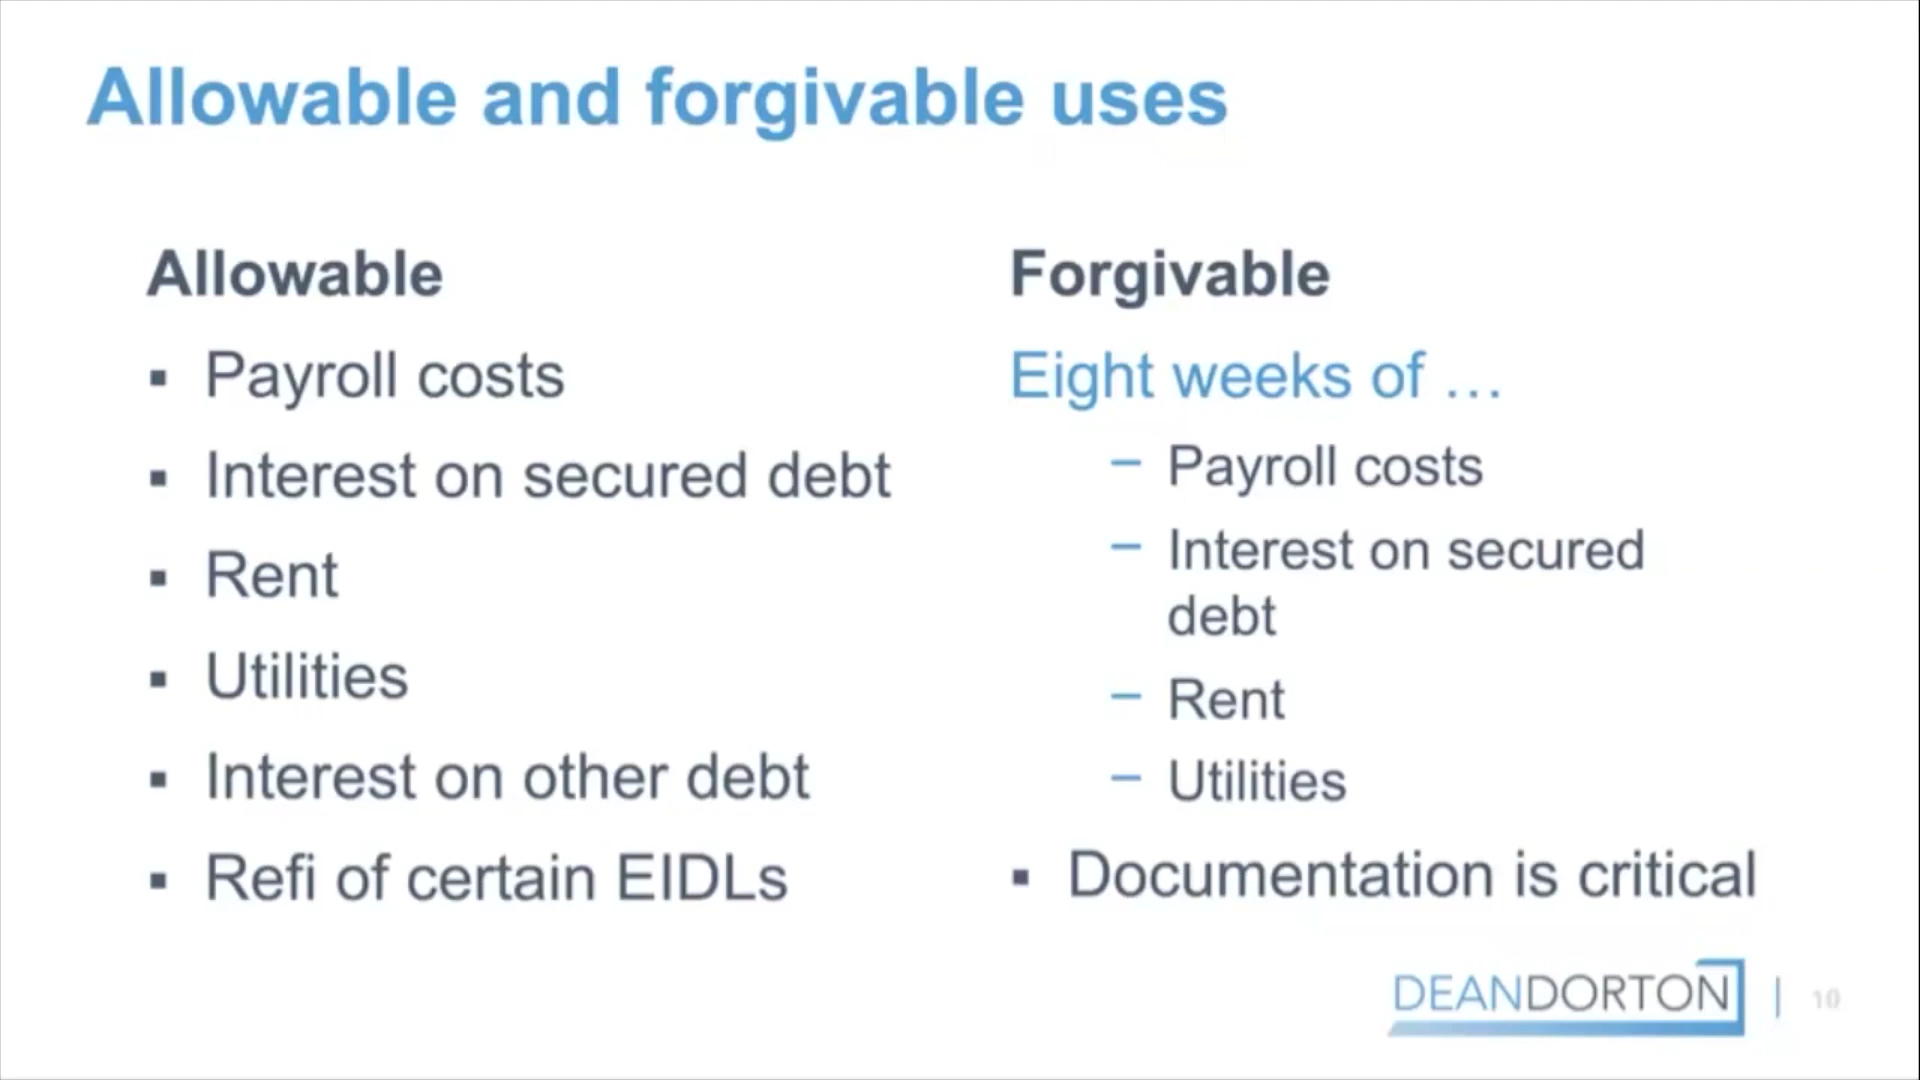 Allowable and forgivable uses
Allowable
▪ Payroll costs
▪ Interest on secured debt
▪ Rent
▪ Utilities
▪ Interest on other debt
▪ Refi of certain EIDLs
Forgivable
Eight weeks of …
– Payroll costs
– Interest on secured
debt
– Rent
– Utilities
▪ Documentation is critical
DEANDORTON | 10